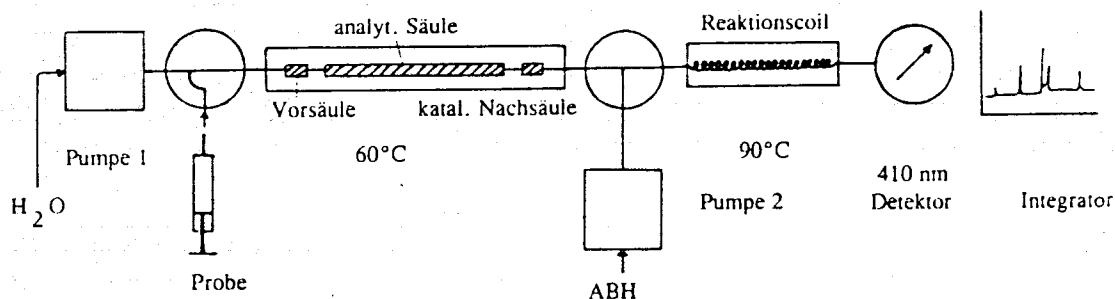 Reaktionscoil
analyt. Säule
Vorsäule
katal. Nachsäule
Pumpe 1
60°C
90°C
H2O
Pumpe 2
410 nm
Detektor
Integrator
Probe
ABH